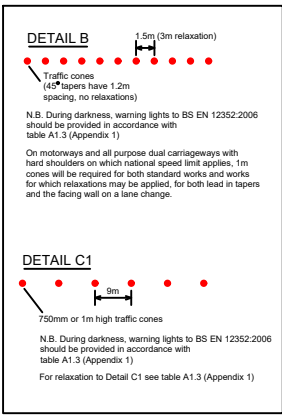 DETAIL B
1.5m (3m relaxation)
Traffic cones
(45° tapers have 1.2m
spacing, no relaxations)
N.B. During darkness, warning lights to BS EN 12352:2006
should be provided in accordance with
table A1.3 (Appendix 1)
On motorways and all purpose dual carriageways with
hard shoulders on which national speed limit applies, 1m
cones will be required for both standard works and works
for which relaxations may be applied, for both lead in tapers
and the facing wall on a lane change.
DETAIL C1
9m
750mm or 1m high traffic cones
N.B. During darkness, warning lights to BS EN 12352:2006
should be provided in accordance with
table A1.3 (Appendix 1)
For relaxation to Detail C1 see table A1.3 (Appendix 1)